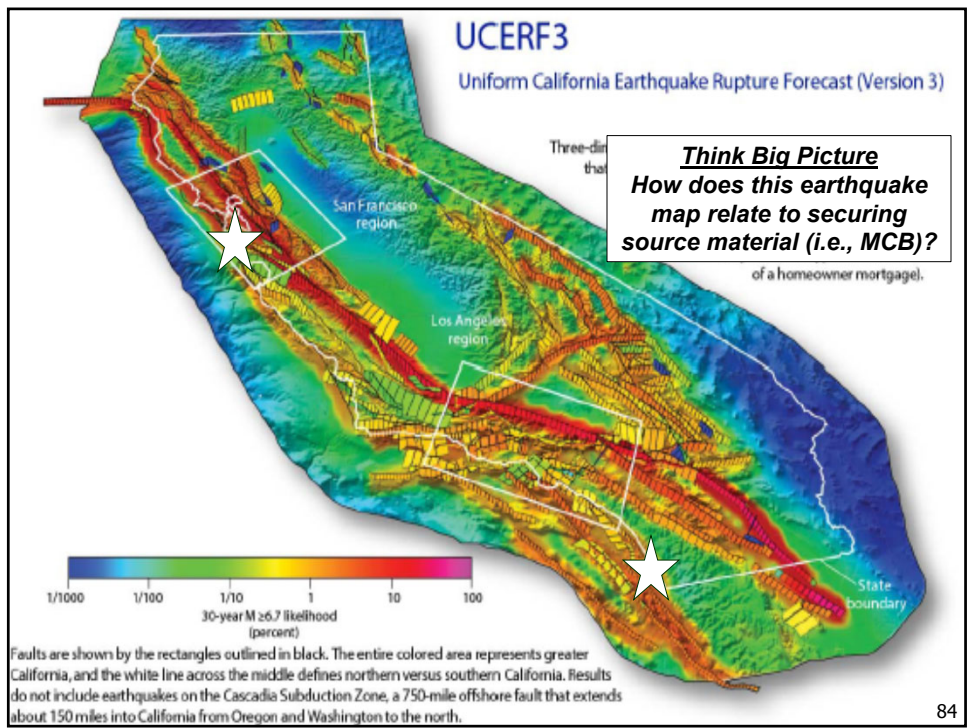 UCERF3
Uniform California Earthquake Rupture Forecast (Version 3)
Three-dim
that
Think Big Picture
How does this earthquake
map relate to securing
source material (i.e., MCB)?
of a homeowner mortgage).
San Francisco
region
Los Angeles
region
State
boundary
1/1000 1/100 1/10 1 10 100
30-year M ≥6.7 likelihood
(percent)
Faults are shown by the rectangles outlined in black. The entire colored area represents greater
California, and the white line across the middle defines northern versus southern California. Results
do not include earthquakes on the Cascadia Subduction Zone, a 750-mile offshore fault that extends
about 150 miles into California from Oregon and Washington to the north.
84